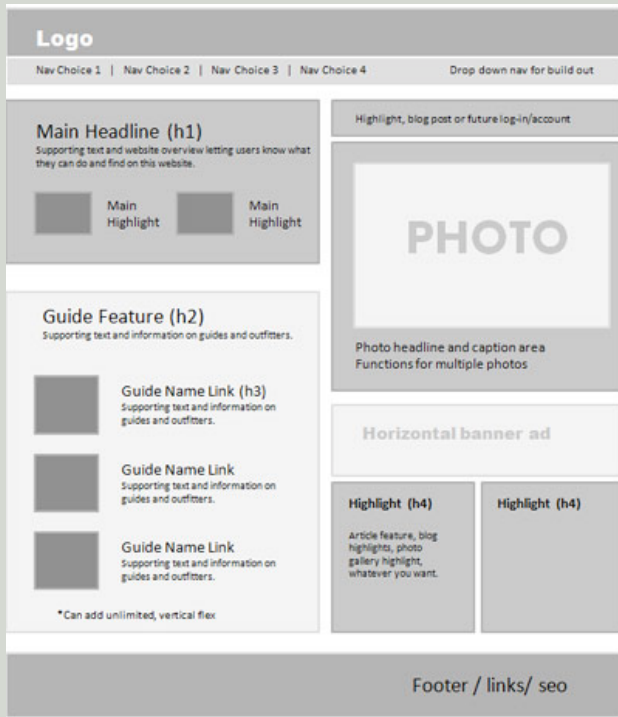 Logo
Nav Choice 1 | Nav Choice 2 | Nav Choice 3 | Nav Choice 4
Drop down nav for build out
Main Headline (h1)
Supporting text and website overview letting users know what
they can do and find on this website.
Main
Highlight
Main
Highlight
Guide Feature (h2)
Supporting text and information on guides and outfitters.
Guide Name Link (h3)
Supporting text and information on
guides and outfitters.
Guide Name Link
Supporting text and information on
guides and outfitters.
Guide Name Link
Supporting text and information on
guides and outfitters.
*Can add unlimited, vertical flex
Highlight, blog post or future log-in/account
PHOTO
Photo headline and caption area
Functions for multiple photos
Horizontal banner ad
Highlight (h4)
Article feature, blog
highlights, photo
gallery highlight,
whatever you want.
Highlight (h4)
Footer / links/ seo